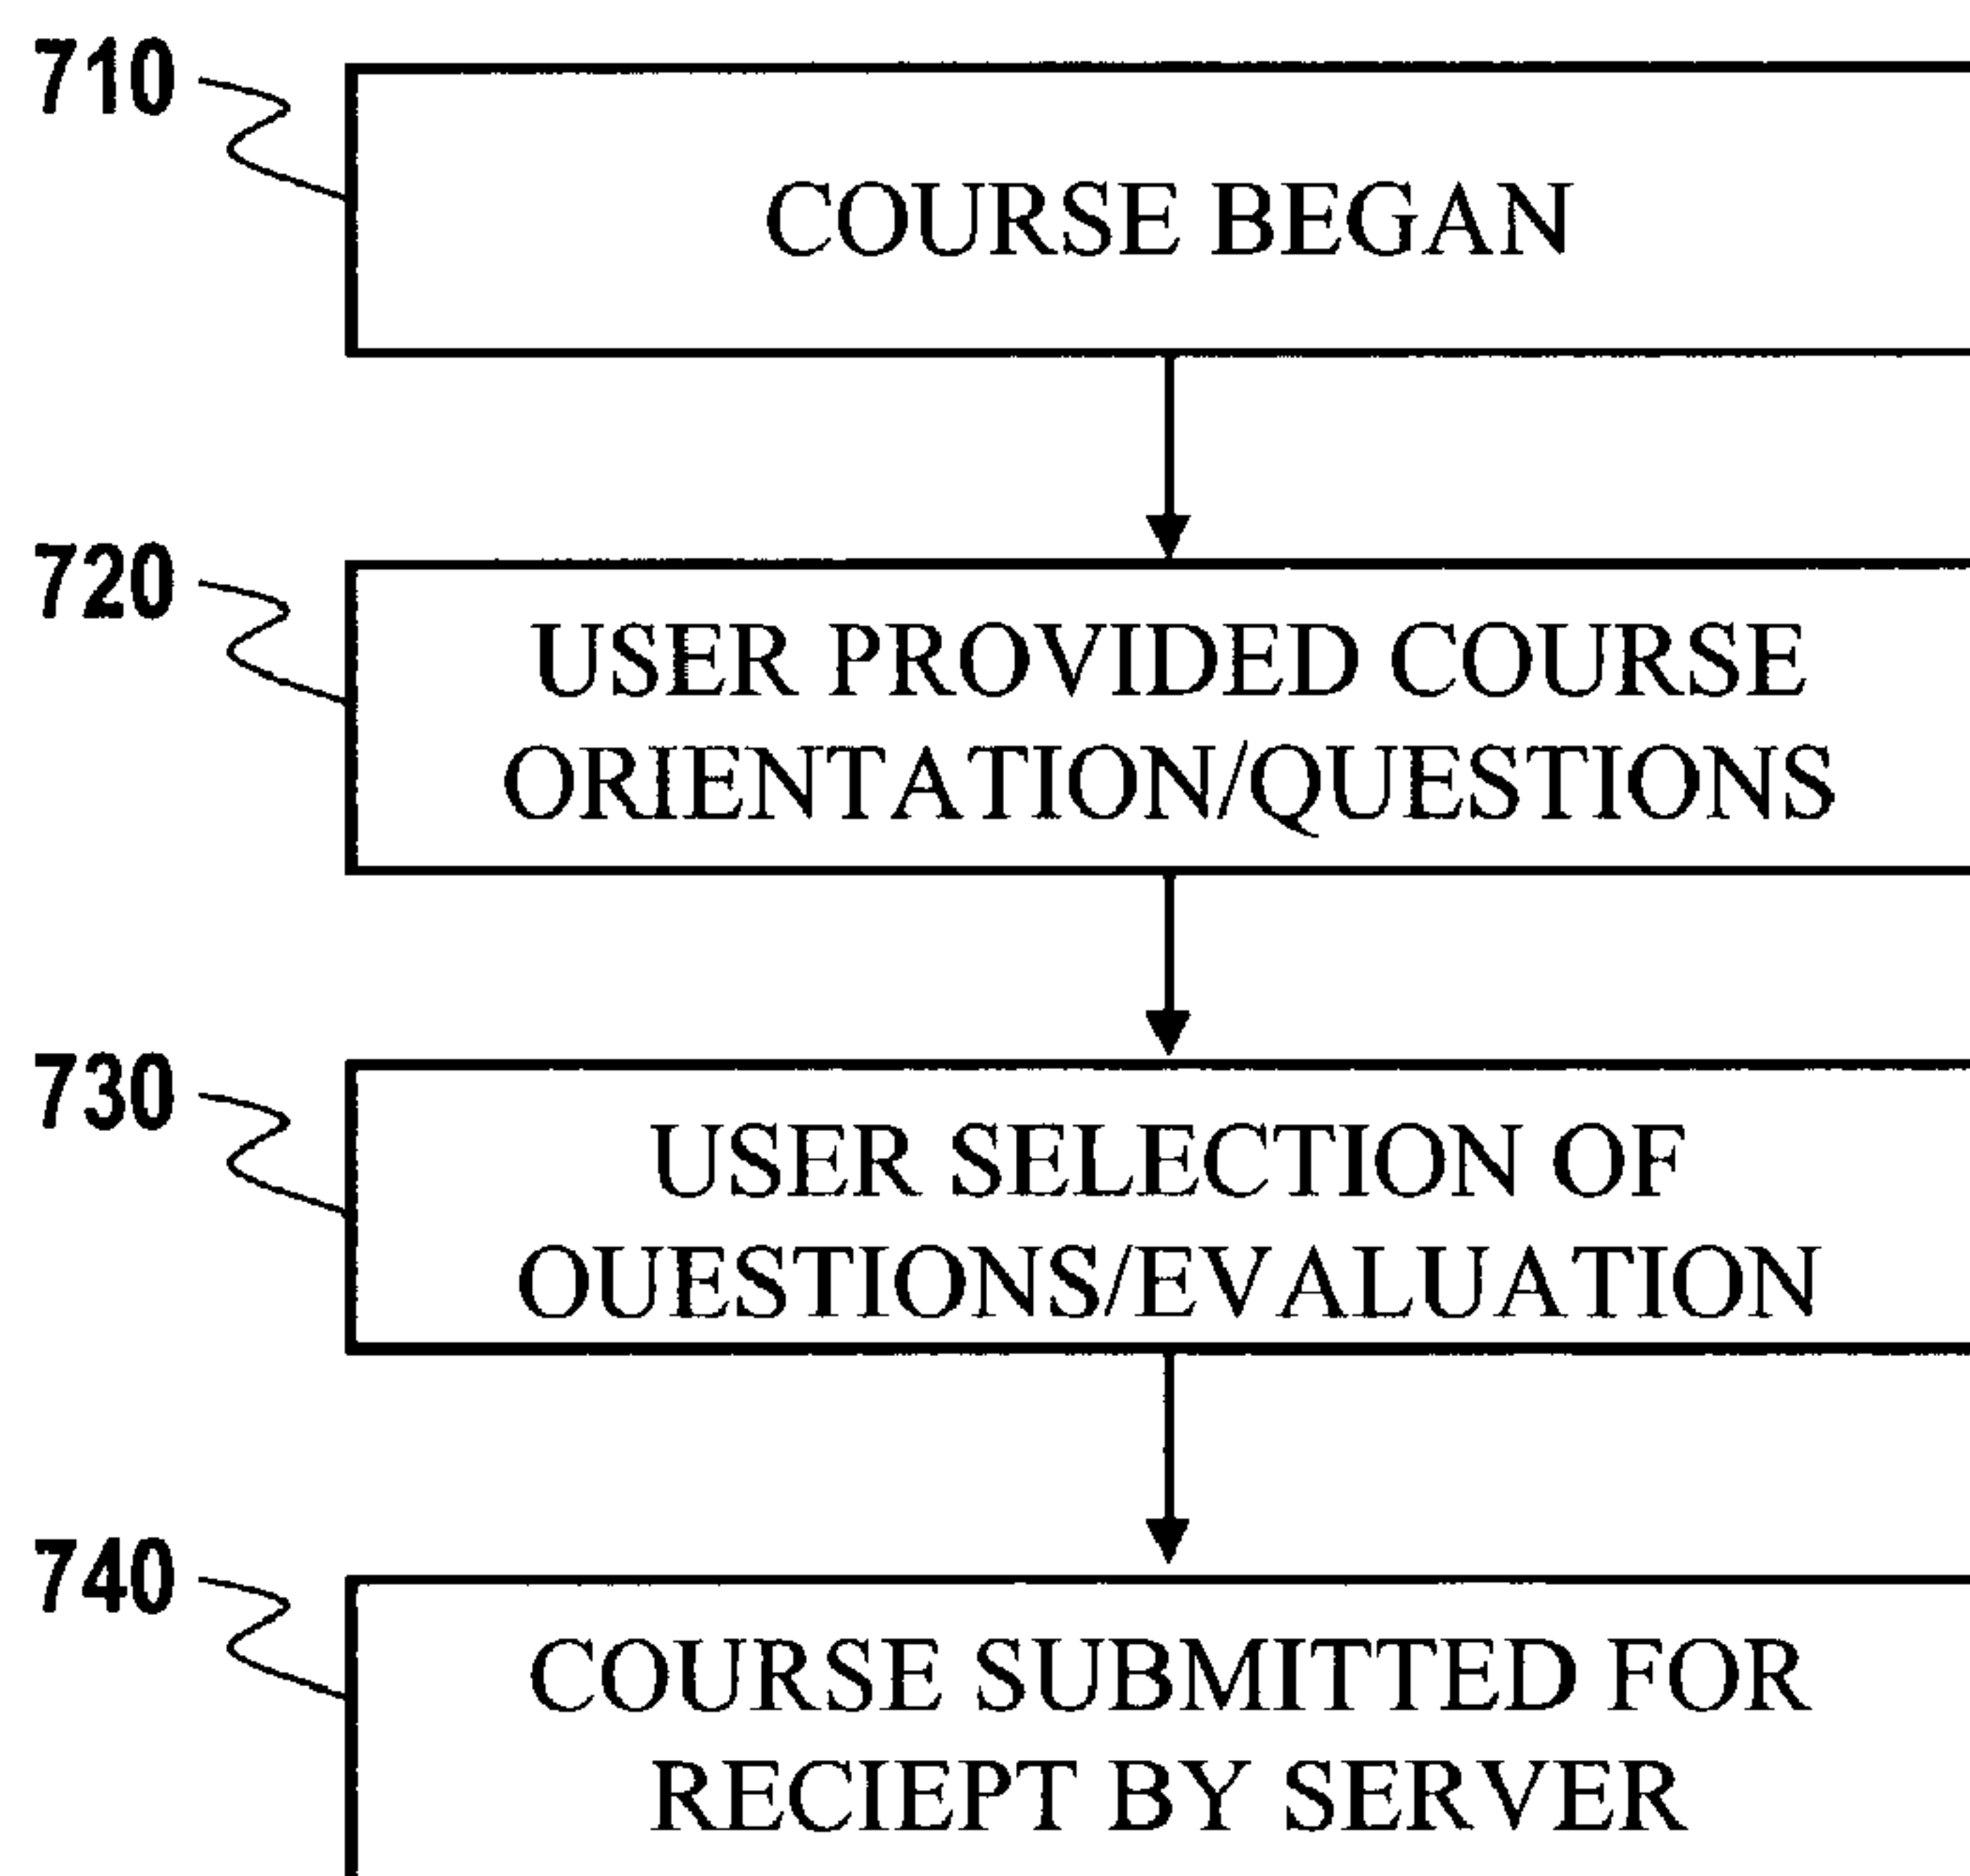 710
COURSE BEGAN
720
USER PROVIDED COURSE
ORIENTATION/QUESTIONS
730
USER SELECTION OF
OUESTIONS/EVALUATION
740
COURSE SUBMITTED FOR
RECIEPT BY SERVER